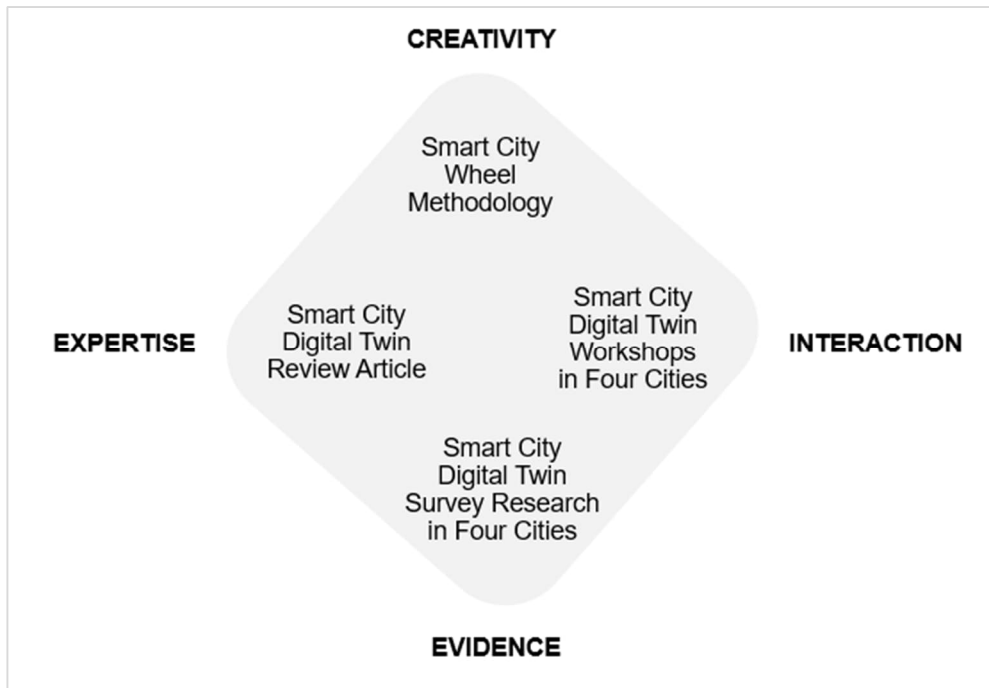 CREATIVITY
Smart City
Wheel
Methodology
EXPERTISE
Smart City
Digital Twin
Review Article
Smart City
Digital Twin
Workshops
in Four Cities
INTERACTION
Smart City
Digital Twin
Survey Research
in Four Cities
EVIDENCE